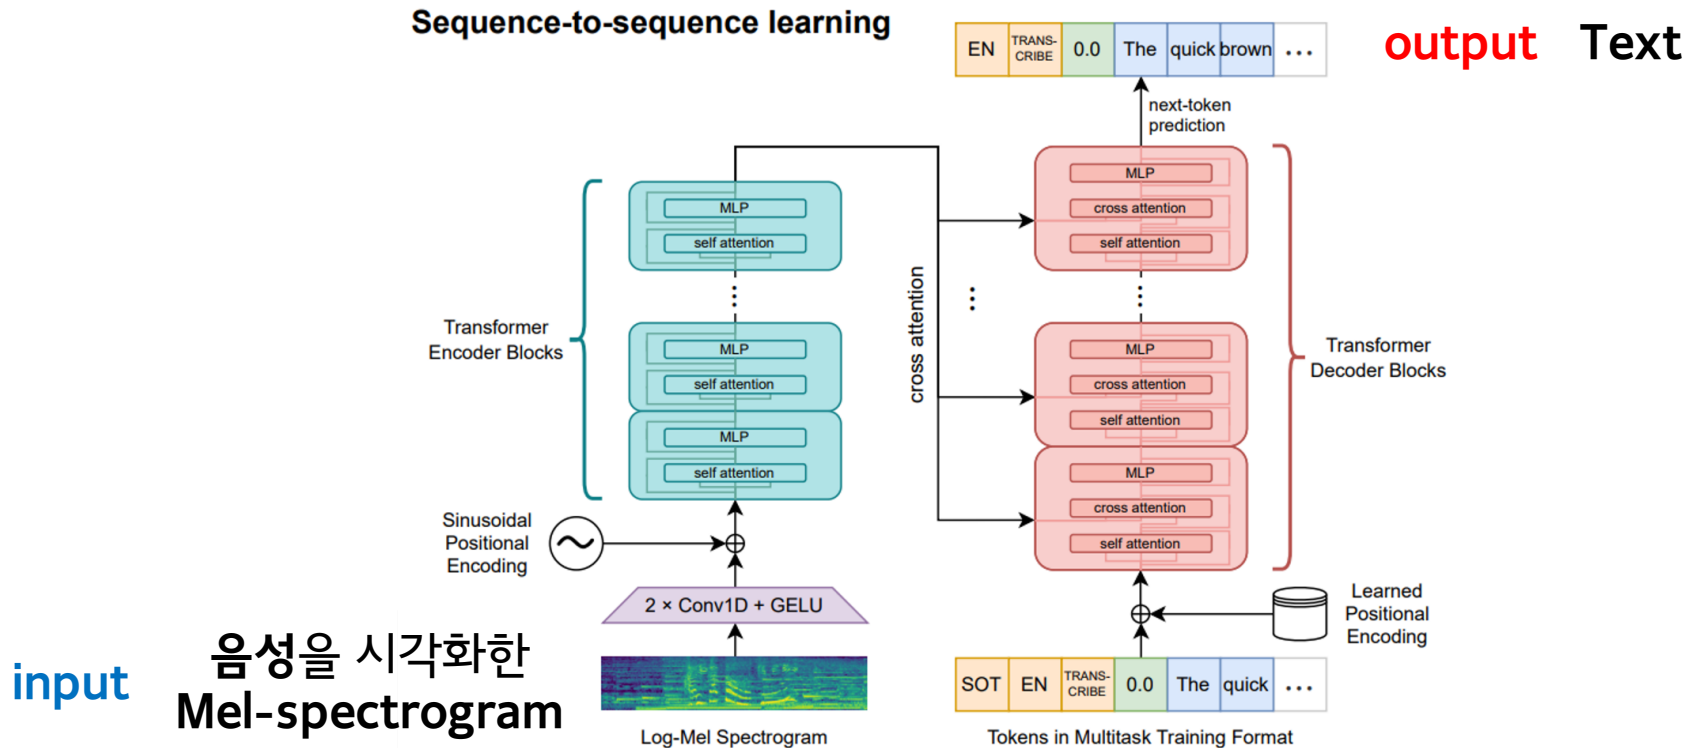 Sequence-to-sequence learning
EN TRANS-CRIBE 0.0 The quick brown ...
output Text
next-token
prediction
MLP
self attention
MLP
self attention
MLP
self attention
Transformer
Encoder Blocks
cross attention
MLP
cross attention
self attention
MLP
cross attention
self attention
MLP
cross attention
self attention
Transformer
Decoder Blocks
Sinusoidal
Positional
Encoding
2 × Conv1D + GELU
Learned
Positional
Encoding
input
음성을 시각화한
Mel-spectrogram
Log-Mel Spectrogram
SOT EN TRANS-CRIBE 0.0 The quick ...
Tokens in Multitask Training Format